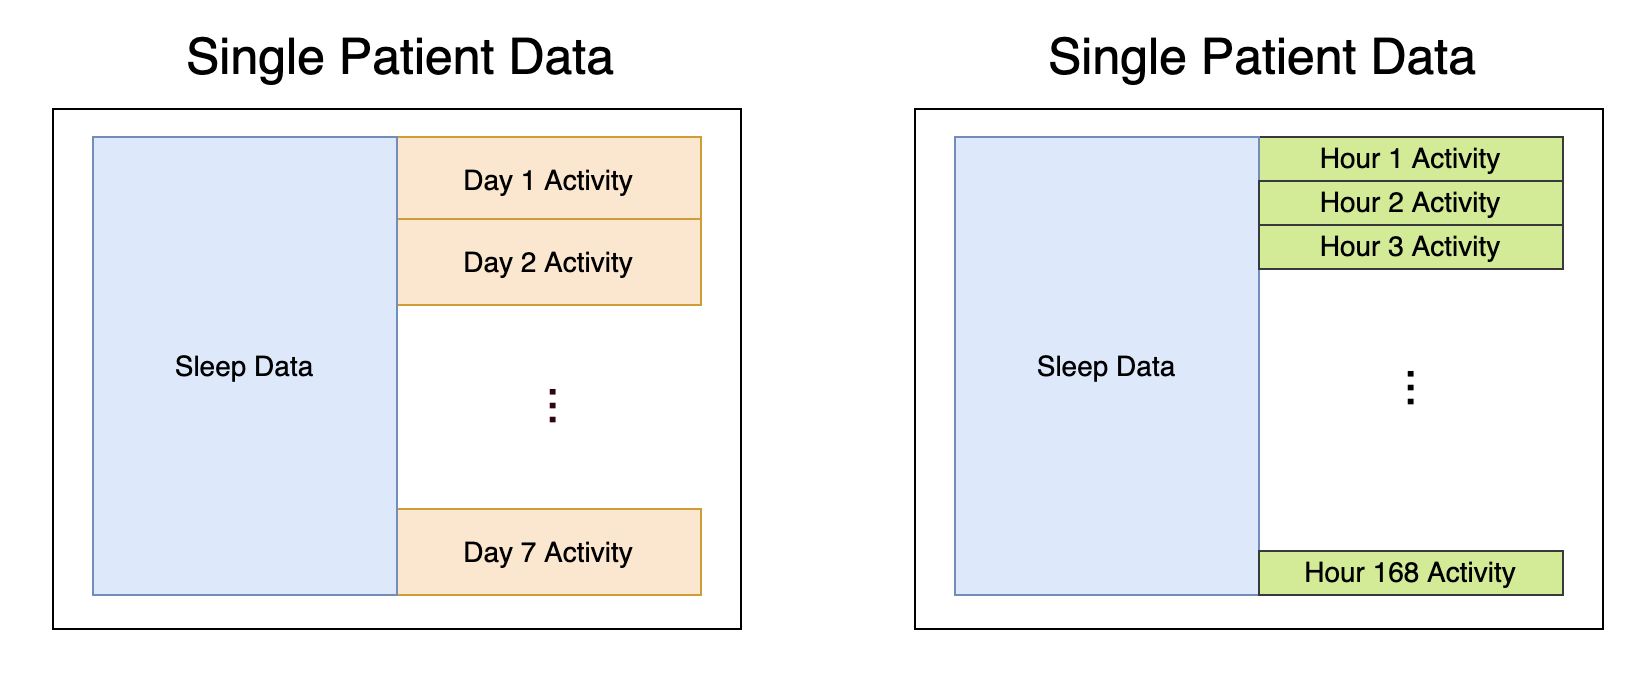 Single Patient Data
Sleep Data
Day 1 Activity
Day 2 Activity
⋮
Day 7 Activity
Single Patient Data
Sleep Data
Hour 1 Activity
Hour 2 Activity
Hour 3 Activity
⋮
Hour 168 Activity